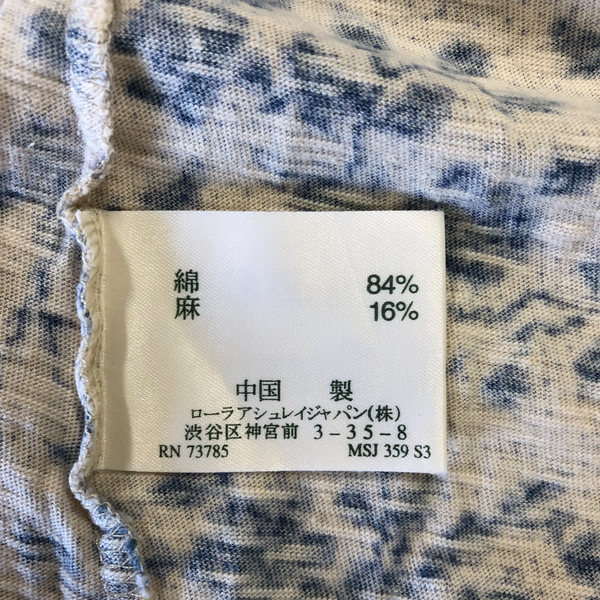 綿 84%
麻 16%
中国 製
ローラアシュレイジャパン(株)
渋谷区神宮前 3-35-8
RN 73785 MSJ 359 S3